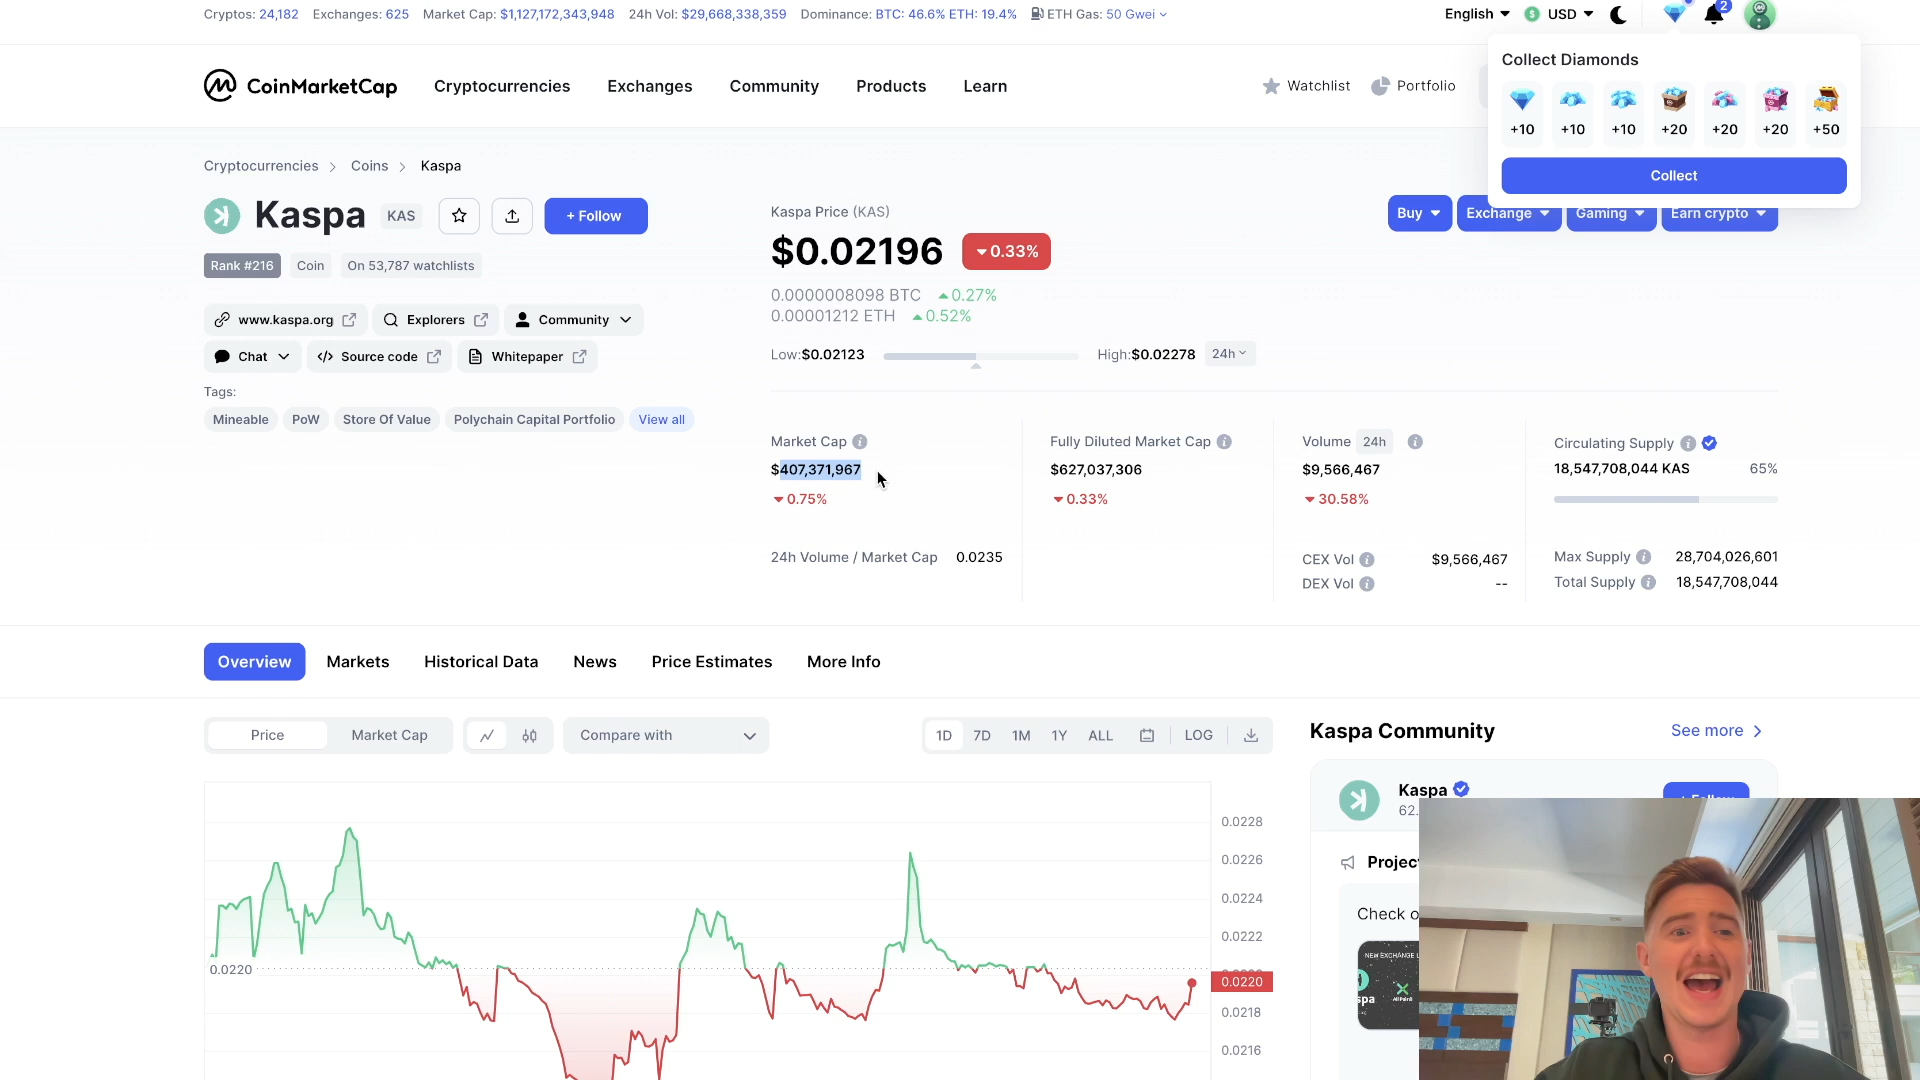 Cryptos: 24,182 Exchanges: 625 Market Cap: $1,127,172,343,948 24h Vol: $29,668,338,359 Dominance: BTC: 46.6% ETH: 19.4% ETH Gas: 50 Gwei
English USD 2
CoinMarketCap Cryptocurrencies Exchanges Community Products Learn Watchlist Portfolio
Collect Diamonds
+10 +10 +10 +20 +20 +20 +50
Collect
Cryptocurrencies Coins Kaspa
Kaspa KAS + Follow
Rank #216 Coin On 53,787 watchlists
www.kaspa.org Explorers Community
Chat Source code Whitepaper
Tags:
Mineable PoW Store Of Value Polychain Capital Portfolio View all
Kaspa Price (KAS)
$0.02196 0.33%
0.0000008098 BTC 0.27%
0.00001212 ETH 0.52%
Low:$0.02123 High:$0.02278 24h
Buy Exchange Gaming Earn crypto
Market Cap
$407,371,967
0.75%
24h Volume / Market Cap 0.0235
Fully Diluted Market Cap
$627,037,306
0.33%
Volume 24h
$9,566,467
30.58%
CEX Vol $9,566,467
DEX Vol --
Circulating Supply
18,547,708,044 KAS 65%
Max Supply 28,704,026,601
Total Supply 18,547,708,044
Overview Markets Historical Data News Price Estimates More Info
Price Market Cap Compare with 1D 7D 1M 1Y ALL LOG
0.0228
0.0226
0.0224
0.0222
0.0220
0.0220
0.0218
0.0216
Kaspa Community See more
Kaspa
62.
Project
Check o
NEW EXCHANGE L
spa